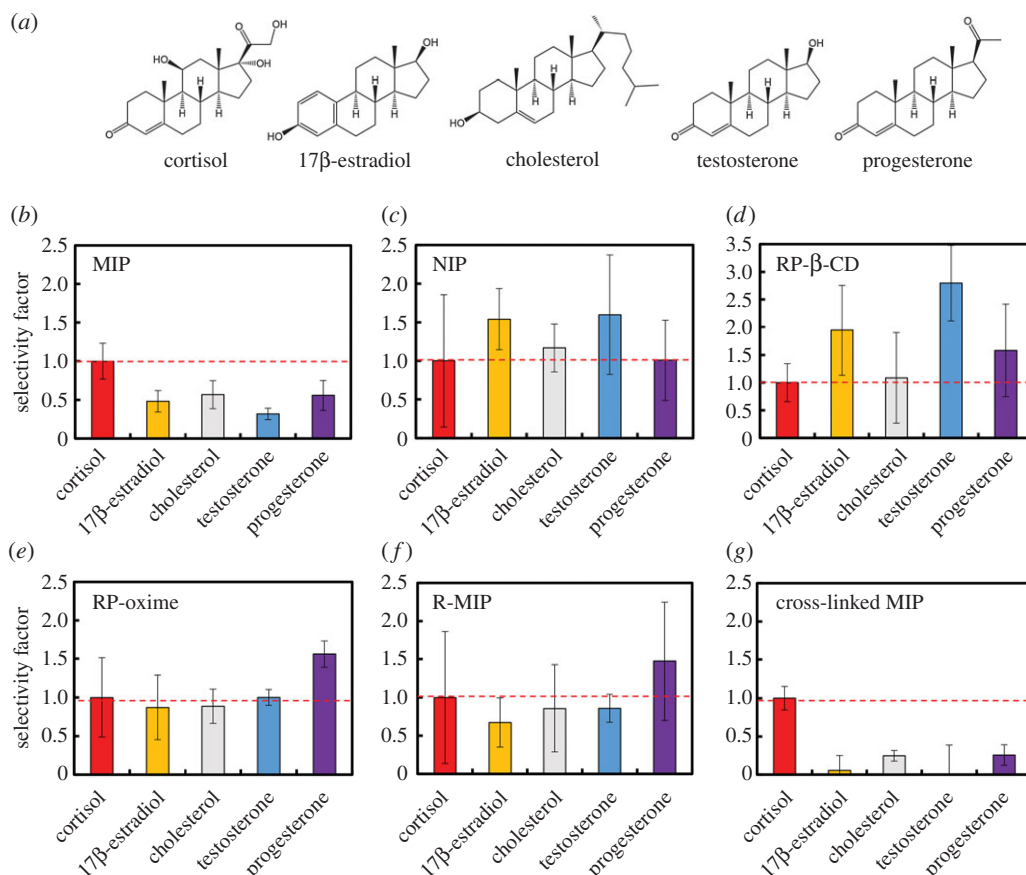 (a)
O
OH
HO
OH
H
H
H
O
cortisol
OH
H
H
H
HO
17β-estradiol
H
H
H
HO
cholesterol
OH
H
H
H
O
testosterone
O
H
H
H
O
progesterone
(b)
MIP
selectivity factor
2.5
2.0
1.5
1.0
0.5
0
cortisol
17β-estradiol
cholesterol
testosterone
progesterone
(c)
NIP
2.5
2.0
1.5
1.0
0.5
0
cortisol
17β-estradiol
cholesterol
testosterone
progesterone
(d)
RP-β-CD
3.5
3.0
2.5
2.0
1.5
1.0
0.5
0
cortisol
17β-estradiol
cholesterol
testosterone
progesterone
(e)
RP-oxime
selectivity factor
2.5
2.0
1.5
1.0
0.5
0
cortisol
17β-estradiol
cholesterol
testosterone
progesterone
(f)
R-MIP
2.5
2.0
1.5
1.0
0.5
0
cortisol
17β-estradiol
cholesterol
testosterone
progesterone
(g)
cross-linked MIP
2.5
2.0
1.5
1.0
0.5
0
cortisol
17β-estradiol
cholesterol
testosterone
progesterone